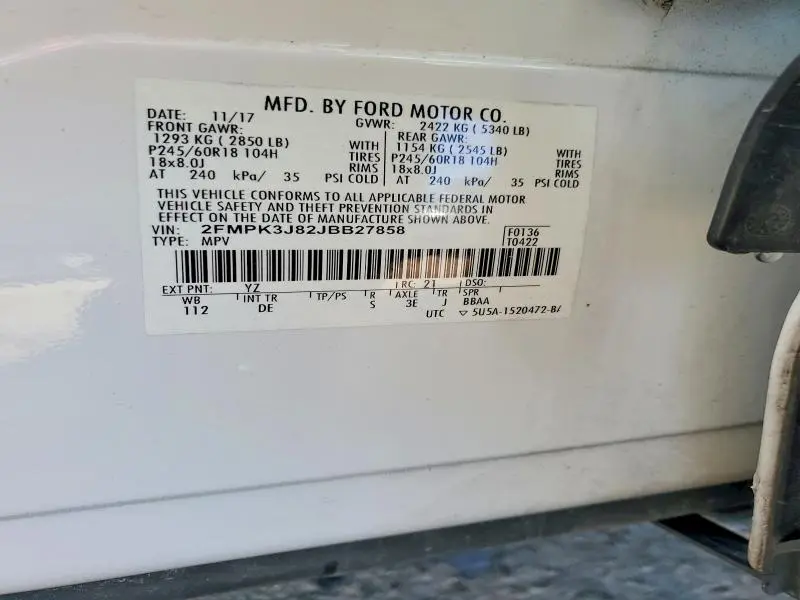 MFD. BY FORD MOTOR CO.
DATE: 11/17 GVWR: 2422 KG ( 5340 LB)
FRONT GAWR: REAR GAWR:
1293 KG ( 2850 LB) WITH 1154 KG ( 2545 LB) WITH
P245/60R18 104H TIRES P245/60R18 104H TIRES
18x8.0J RIMS 18x8.0J RIMS
AT 240 kPa/ 35 PSI COLD AT 240 kPa/ 35 PSI COLD
THIS VEHICLE CONFORMS TO ALL APPLICABLE FEDERAL MOTOR
VEHICLE SAFETY AND THEFT PREVENTION STANDARDS IN
EFFECT ON THE DATE OF MANUFACTURE SHOWN ABOVE.
VIN: 2FMPK3J82JBB27858 F0136
TYPE: MPV T0422
EXT PNT: YZ RC: 21 DSO:
WB INT TR TP/PS R AXLE TR SPR
112 DE S 3E J BBAA
UTC ▽ 5U5A-1520472-BA